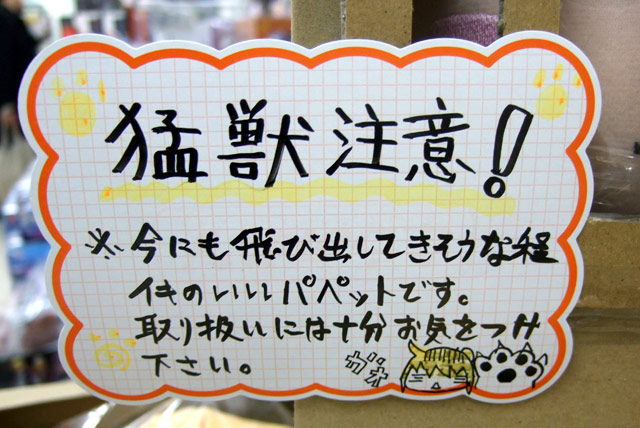 猛獣注意!
※今にも飛び出してきそうな程
イキのいいパペットです。
取り扱いには十分お気をつけ
下さい。
ガオ